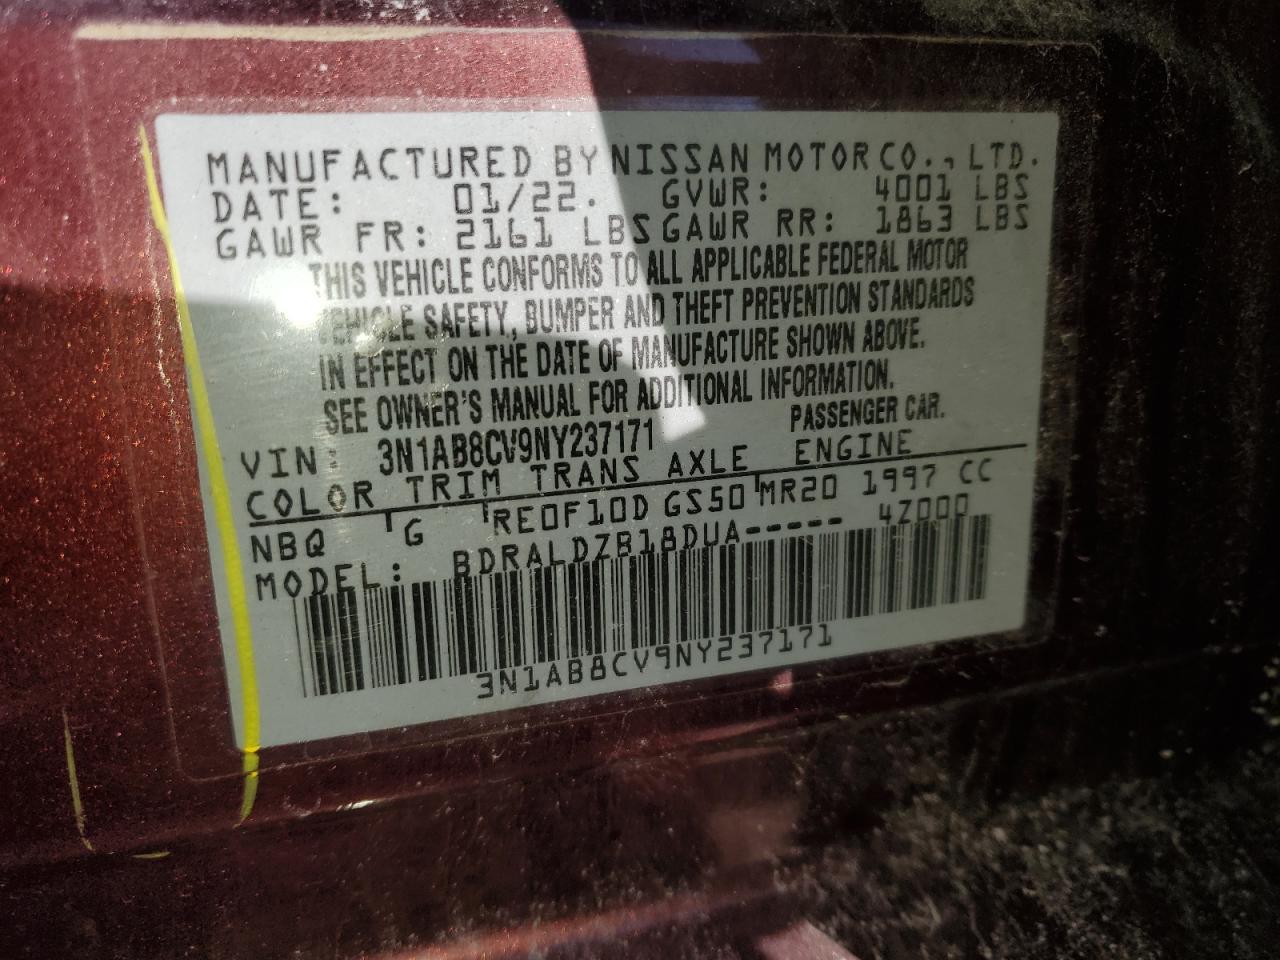 MANUFACTURED BY NISSAN MOTOR CO., LTD.
DATE: 01/22. GVWR: 4001 LBS
GAWR FR: 2161 LBS GAWR RR: 1863 LBS
THIS VEHICLE CONFORMS TO ALL APPLICABLE FEDERAL MOTOR
VEHICLE SAFETY, BUMPER AND THEFT PREVENTION STANDARDS
IN EFFECT ON THE DATE OF MANUFACTURE SHOWN ABOVE.
SEE OWNER'S MANUAL FOR ADDITIONAL INFORMATION.
VIN: 3N1AB8CV9NY237171 PASSENGER CAR.
COLOR TRIM TRANS AXLE ENGINE
NBQ G RE0F10D GS50 MR20 1997 CC
MODEL: BDRALDZB18DUA----- 4Z000
3N1AB8CV9NY237171